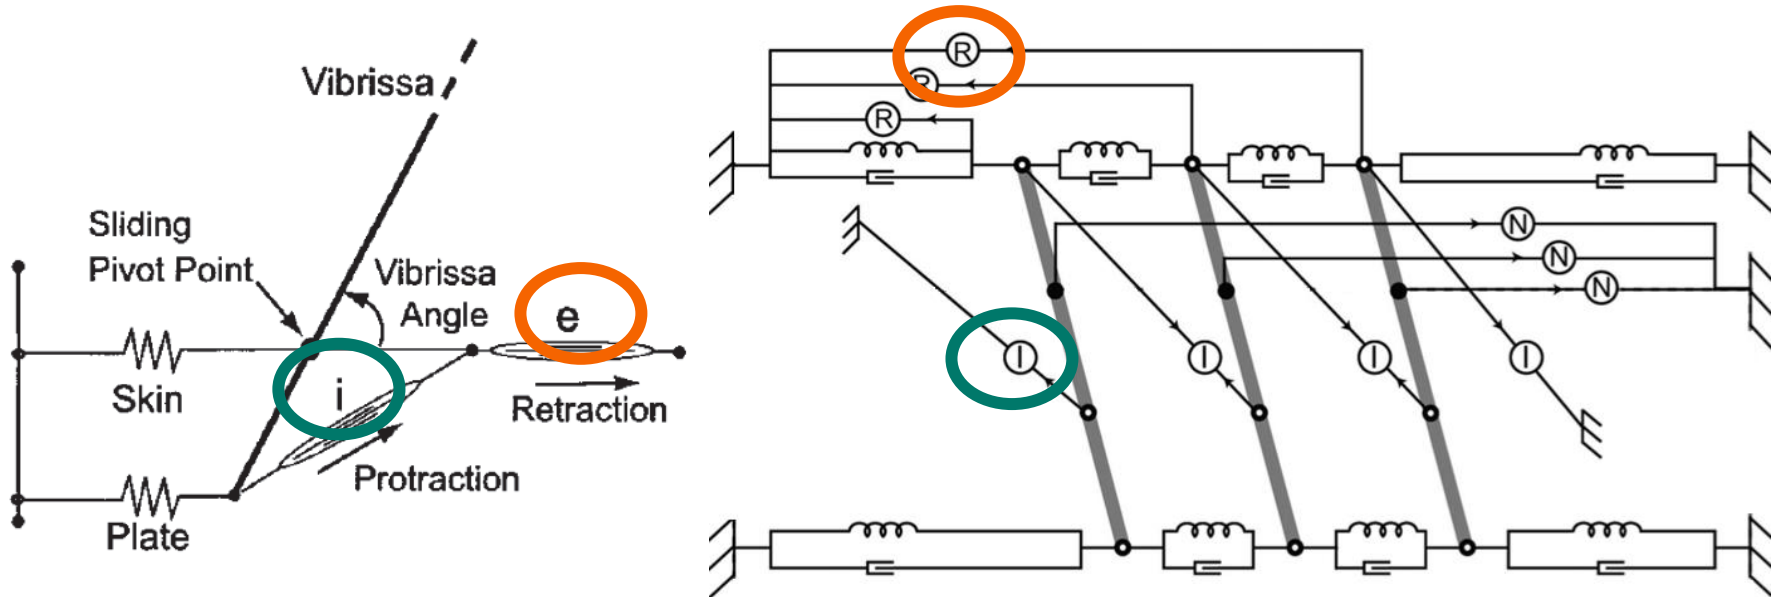 Vibrissa
Sliding
Pivot Point
Vibrissa
Angle
e
i
Skin
Retraction
Protraction
Plate
R
R
R
N
N
N
I
I
I
I